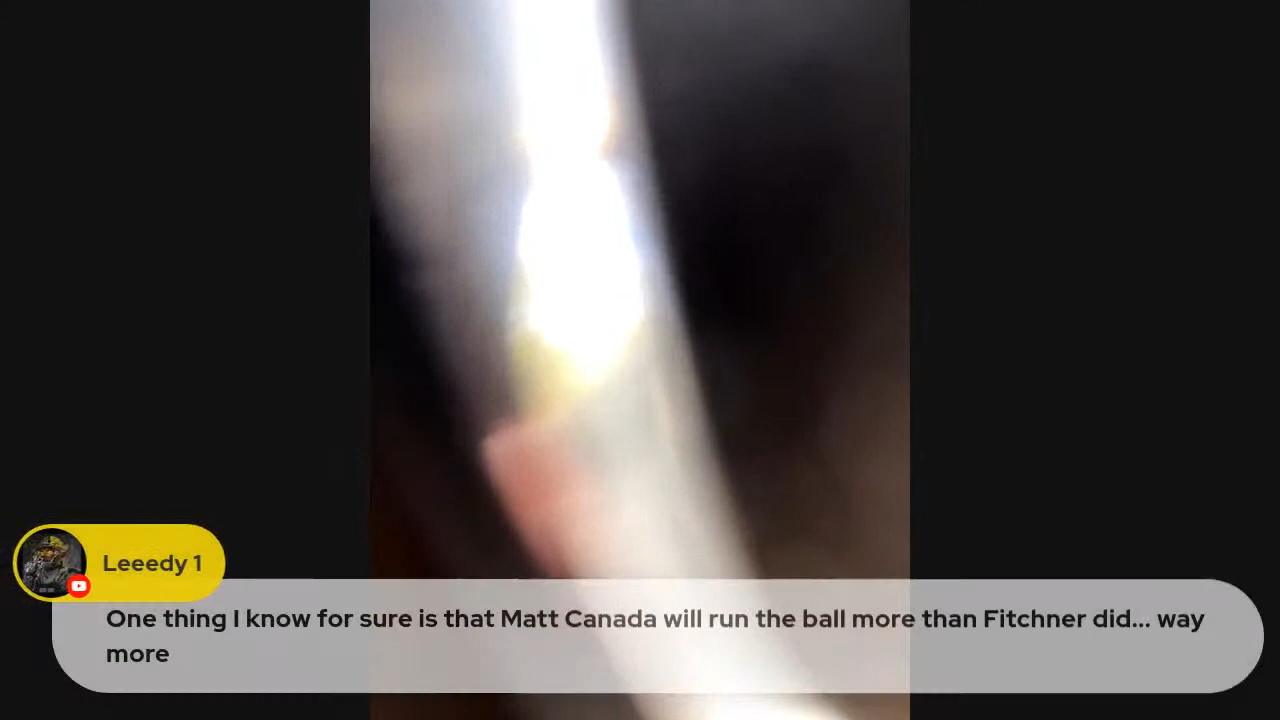 Leeedy 1
One thing I know for sure is that Matt Canada will run the ball more than Fitchner did... way
more